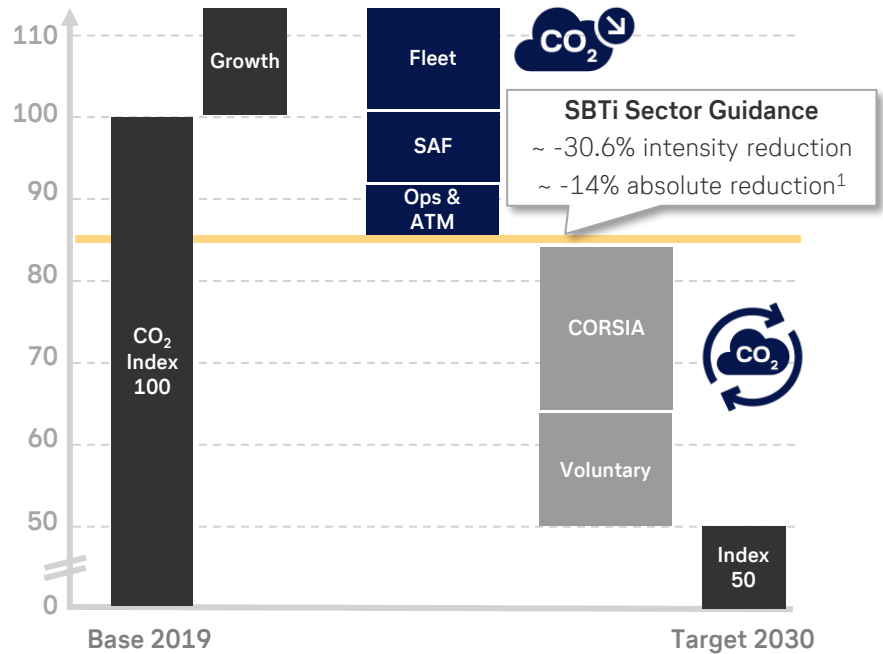 110
100
90
80
70
60
50
0
CO₂
Index
100
Growth
Fleet
SAF
Ops &
ATM
CO₂
SBTi Sector Guidance
~ -30.6% intensity reduction
~ -14% absolute reduction¹
CORSIA
Voluntary
CO₂
Index
50
Base 2019
Target 2030